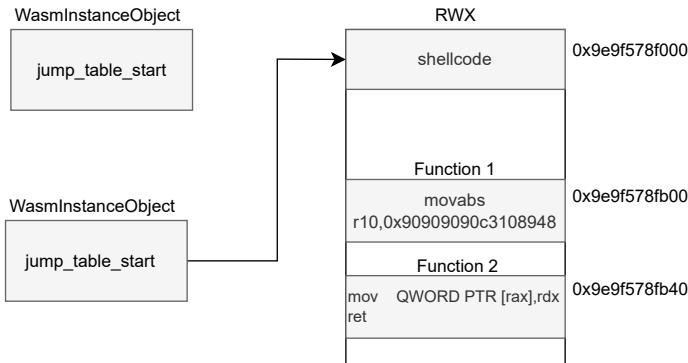 WasmInstanceObject
jump_table_start
RWX
shellcode
0x9e9f578f000
Function 1
movabs
r10,0x90909090c3108948
0x9e9f578fb00
WasmInstanceObject
jump_table_start
Function 2
mov QWORD PTR [rax],rdx
ret
0x9e9f578fb40